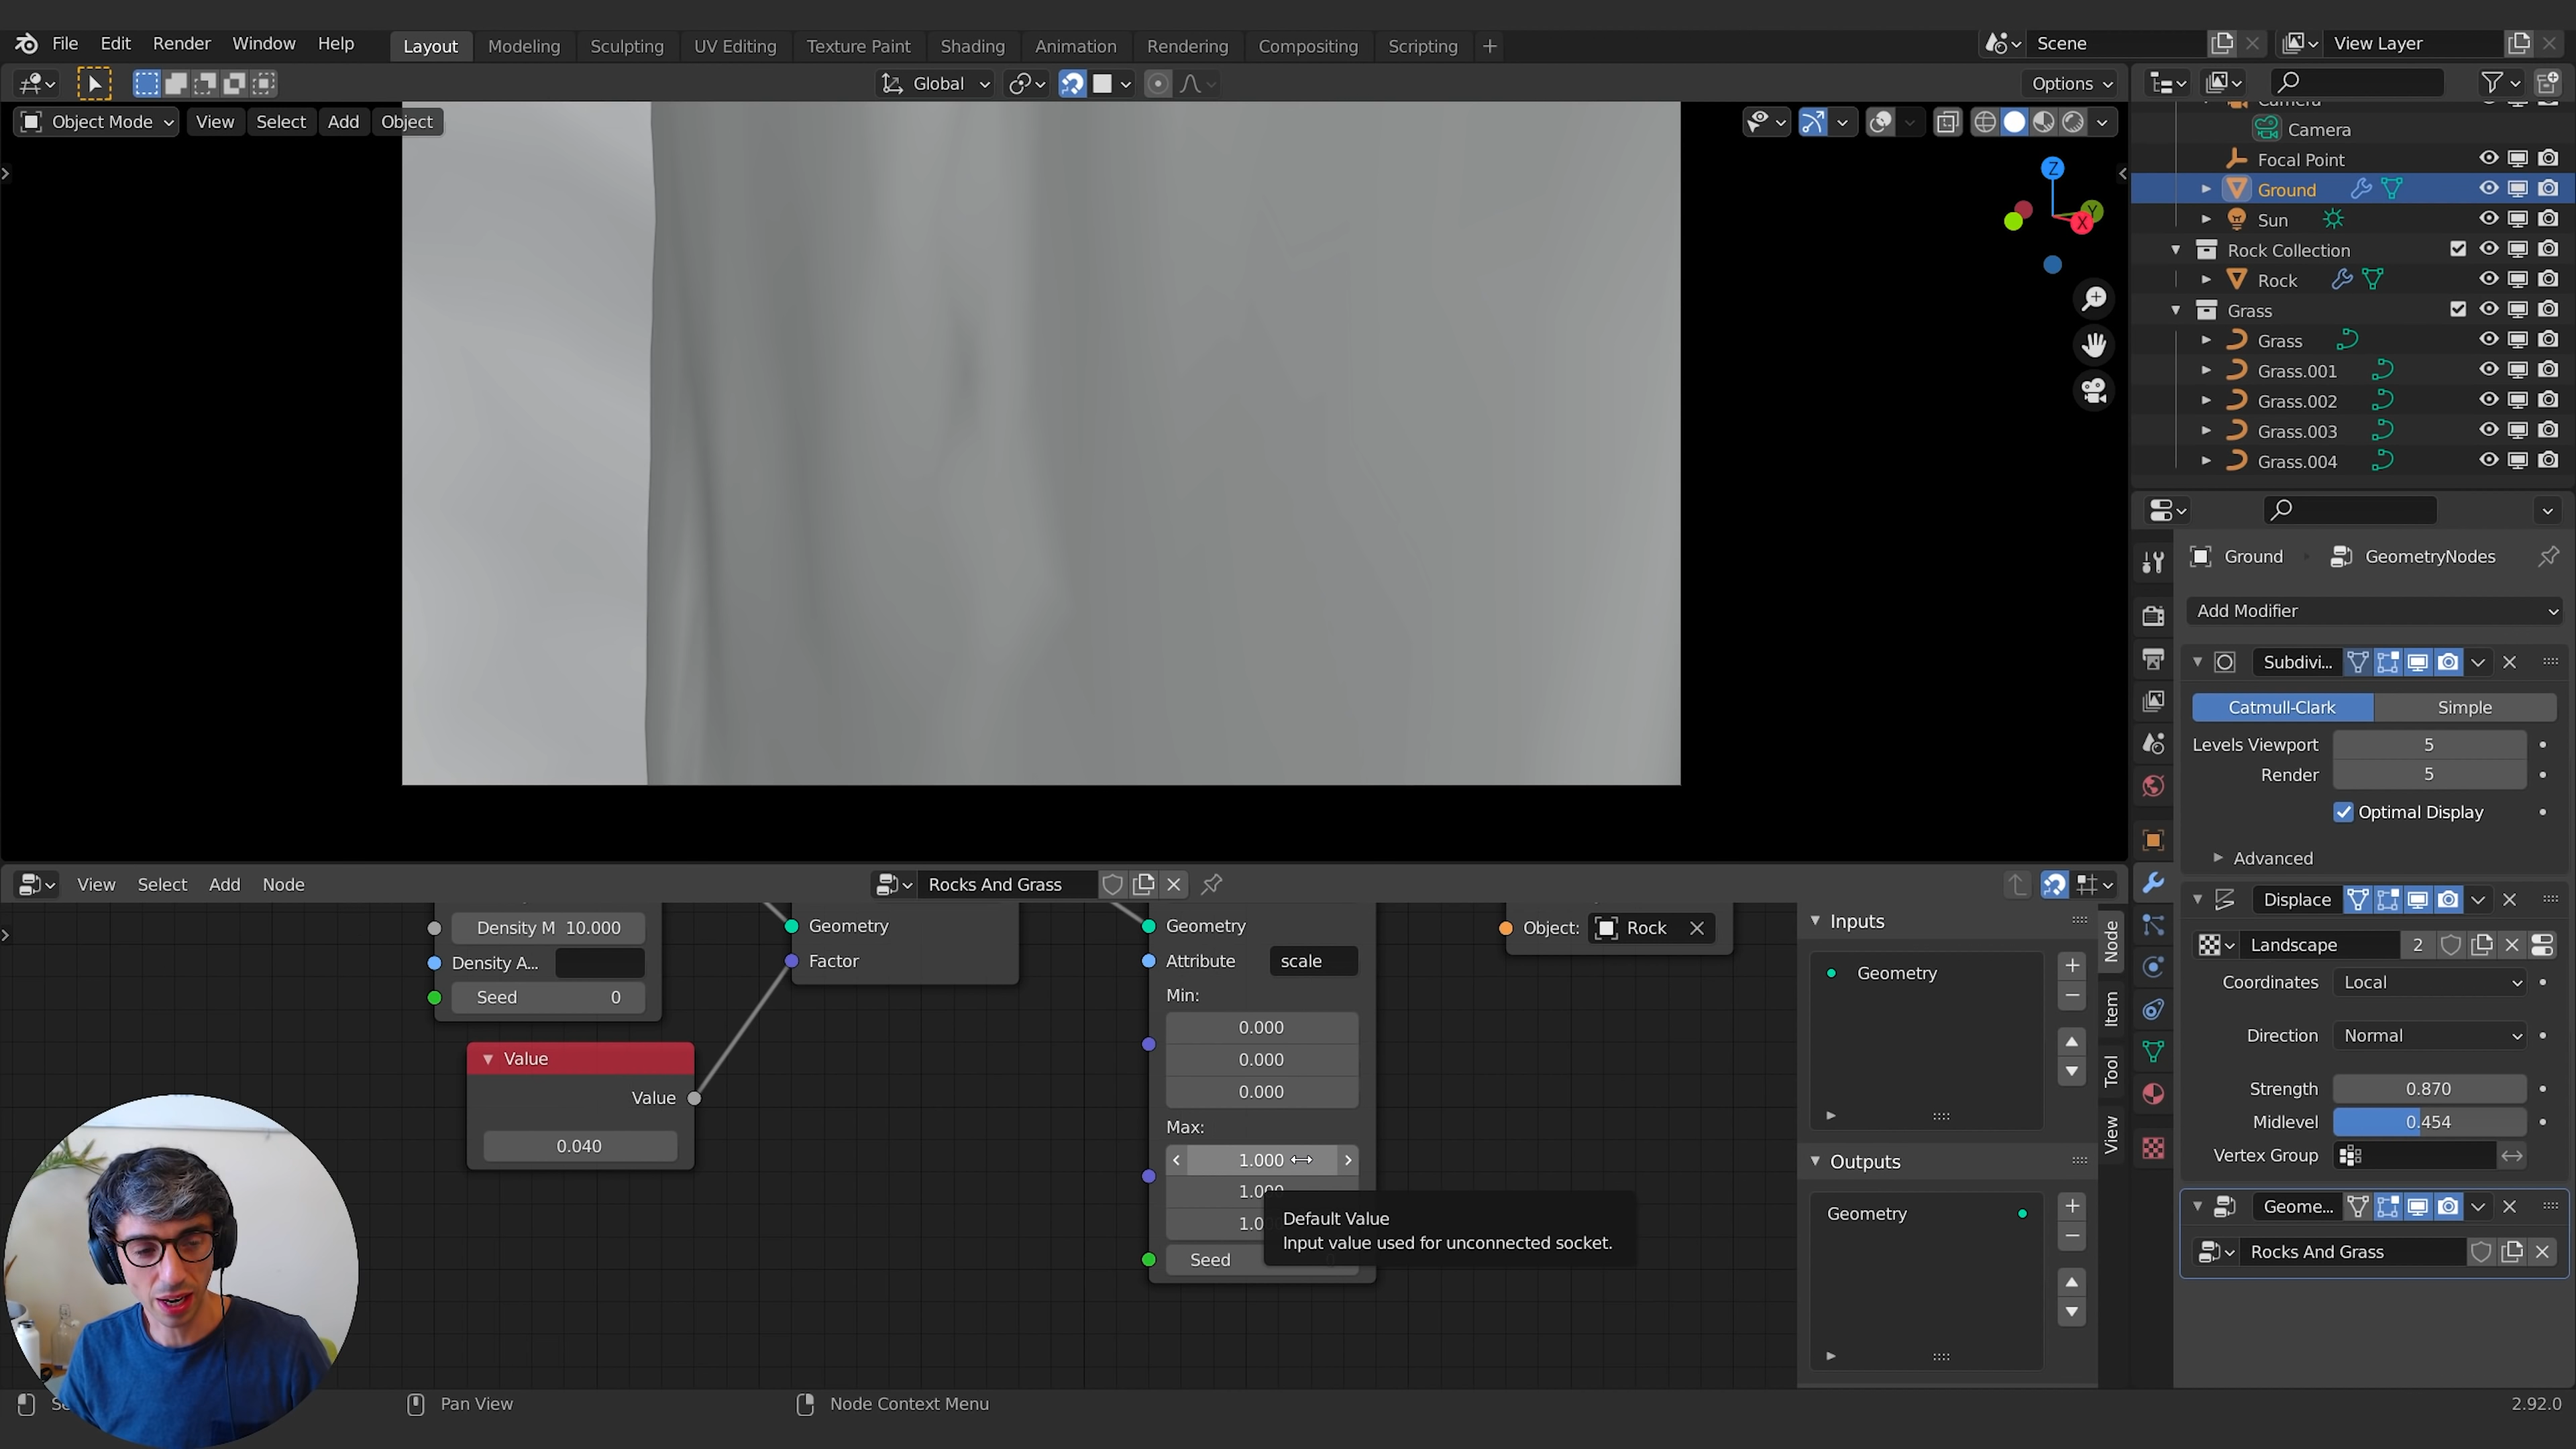 File Edit Render Window Help Layout Modeling Sculpting UV Editing Texture Paint Shading Animation Rendering Compositing Scripting + Scene View Layer
Global Options
Object Mode View Select Add Object
Camera
Focal Point
Ground
Sun
Rock Collection
Rock
Grass
Grass
Grass.001
Grass.002
Grass.003
Grass.004
Z
Y
X
Ground GeometryNodes
Add Modifier
Subdivi...
Catmull-Clark Simple
Levels Viewport 5
Render 5
Optimal Display
Advanced
Displace
Landscape 2
Coordinates Local
Direction Normal
Strength 0.870
Midlevel 0.454
Vertex Group
Geome...
Rocks And Grass
View Select Add Node Rocks And Grass
Density M 10.000
Density A...
Seed 0
Geometry
Factor
Value
Value
0.040
Geometry
Attribute scale
Min:
0.000
0.000
0.000
Max:
1.000
Seed
Default Value
Input value used for unconnected socket.
Object: Rock
Inputs
Geometry
Outputs
Geometry
Node
Item
Tool
View
Pan View Node Context Menu 2.92.0